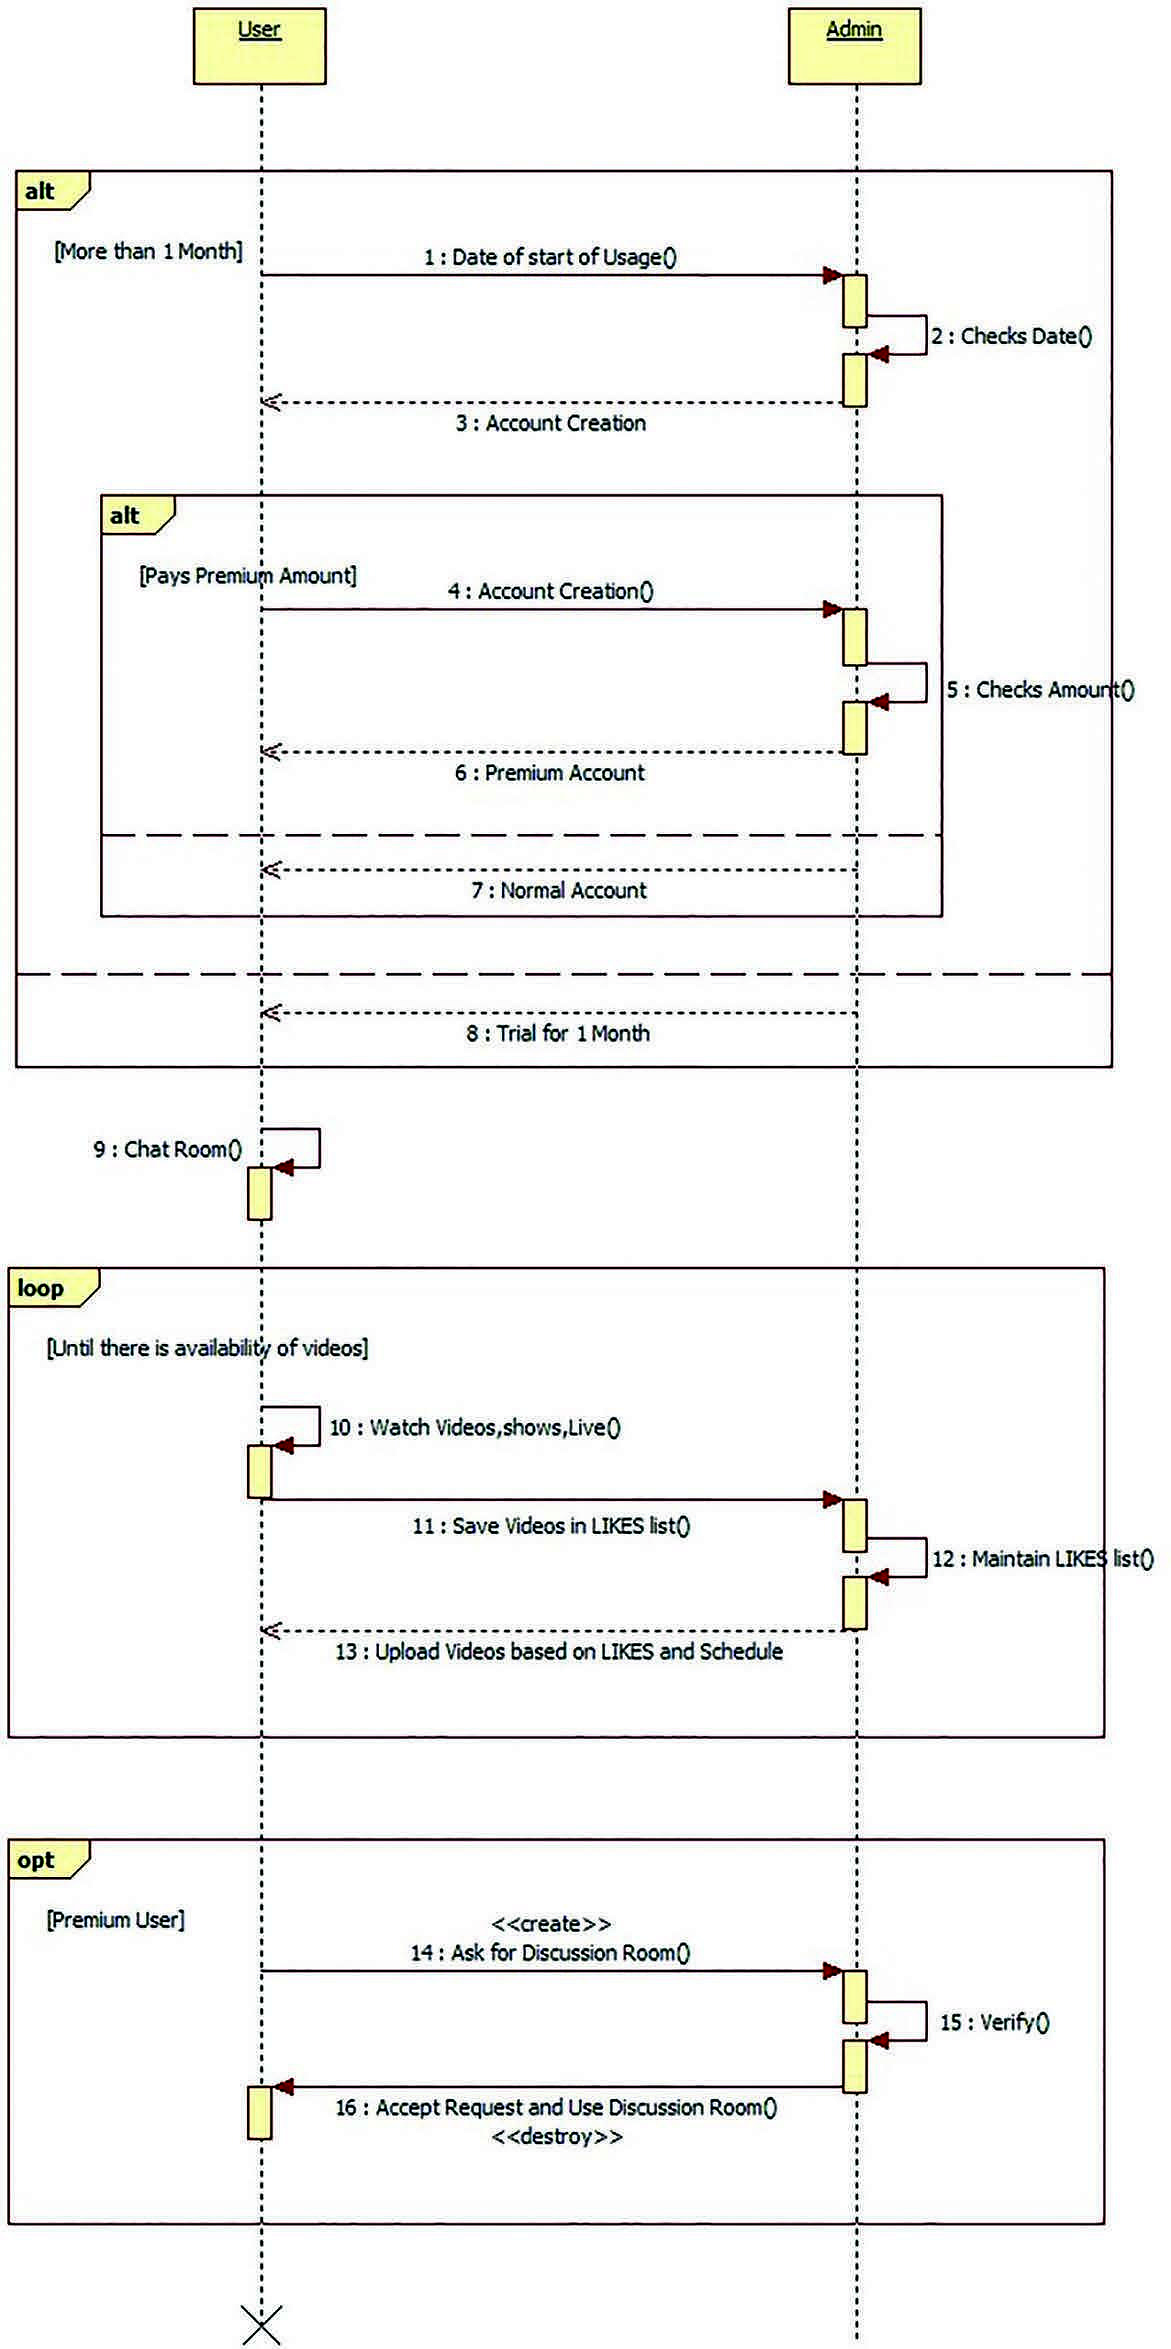 User
Admin
alt
[More than 1 Month]
1 : Date of start of Usage()
2 : Checks Date()
3 : Account Creation
alt
[Pays Premium Amount]
4 : Account Creation()
5 : Checks Amount()
6 : Premium Account
7 : Normal Account
8 : Trial for 1 Month
9 : Chat Room()
loop
[Until there is availability of videos]
10 : Watch Videos,shows,Live()
11 : Save Videos in LIKES list()
12 : Maintain LIKES list()
13 : Upload Videos based on LIKES and Schedule
opt
[Premium User]
<<create>>
14 : Ask for Discussion Room()
15 : Verify()
16 : Accept Request and Use Discussion Room()
<<destroy>>